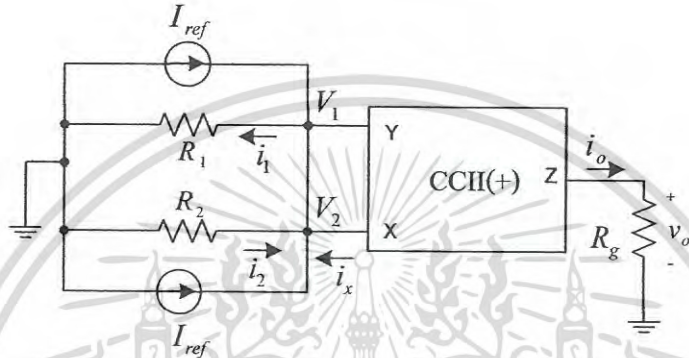 I_ref
V_1
R_1
i_1
Y
CCII(+)
Z
i_o
R_2
V_2
X
i_2
i_x
R_g
+
v_o
-
I_ref